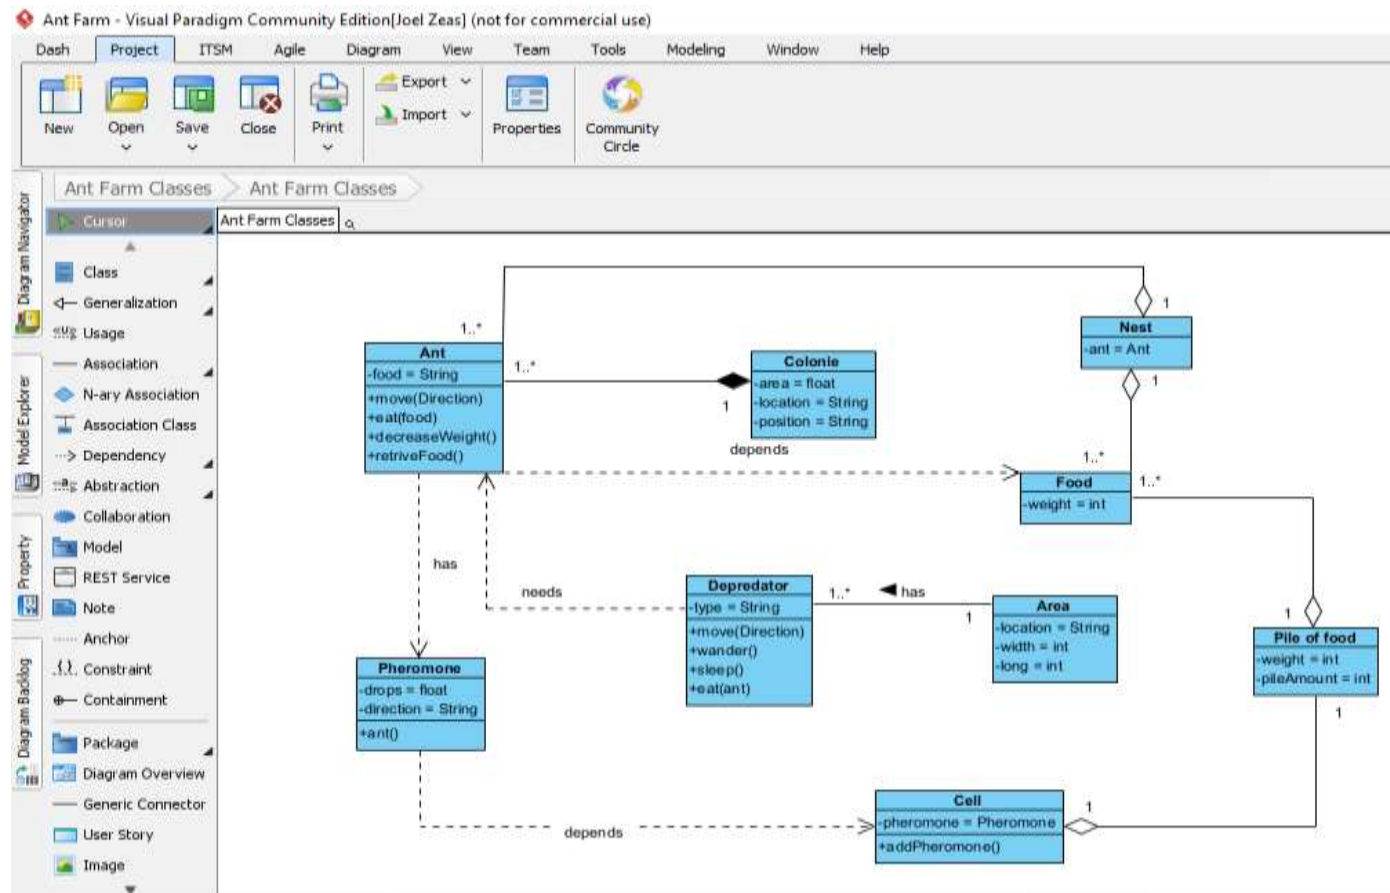 Ant Farm - Visual Paradigm Community Edition[Joel Zeas] (not for commercial use)
Dash Project ITSM Agile Diagram View Team Tools Modeling Window Help
New
Open
Save
Close
Print
Export
Import
Properties
Community
Circle
Ant Farm Classes
Ant Farm Classes
Diagram Navigator
Model Explorer
Property
Diagram Backlog
Cursor
Class
Generalization
Usage
Association
N-ary Association
Association Class
Dependency
Abstraction
Collaboration
Model
REST Service
Note
Anchor
Constraint
Containment
Package
Diagram Overview
Generic Connector
User Story
Image
Ant Farm Classes
1..*
Ant
-food = String
+move(Direction)
+eat(food)
+decreaseWeight()
+retriveFood()
1..*
1
Colonie
-area = float
-location = String
-position = String
1
Nest
-ant = Ant
1
depends
1..*
Food
-weight = int
1..*
has
needs
Depredator
-type = String
+move(Direction)
+wander()
+sleep()
+eat(ant)
1..*
has
1
Area
-location = String
-width = int
-long = int
1
Pile of food
-weight = int
-pileAmount = int
1
Pheromone
-drops = float
-direction = String
+ant()
depends
Cell
-pheromone = Pheromone
+addPheromone()
1